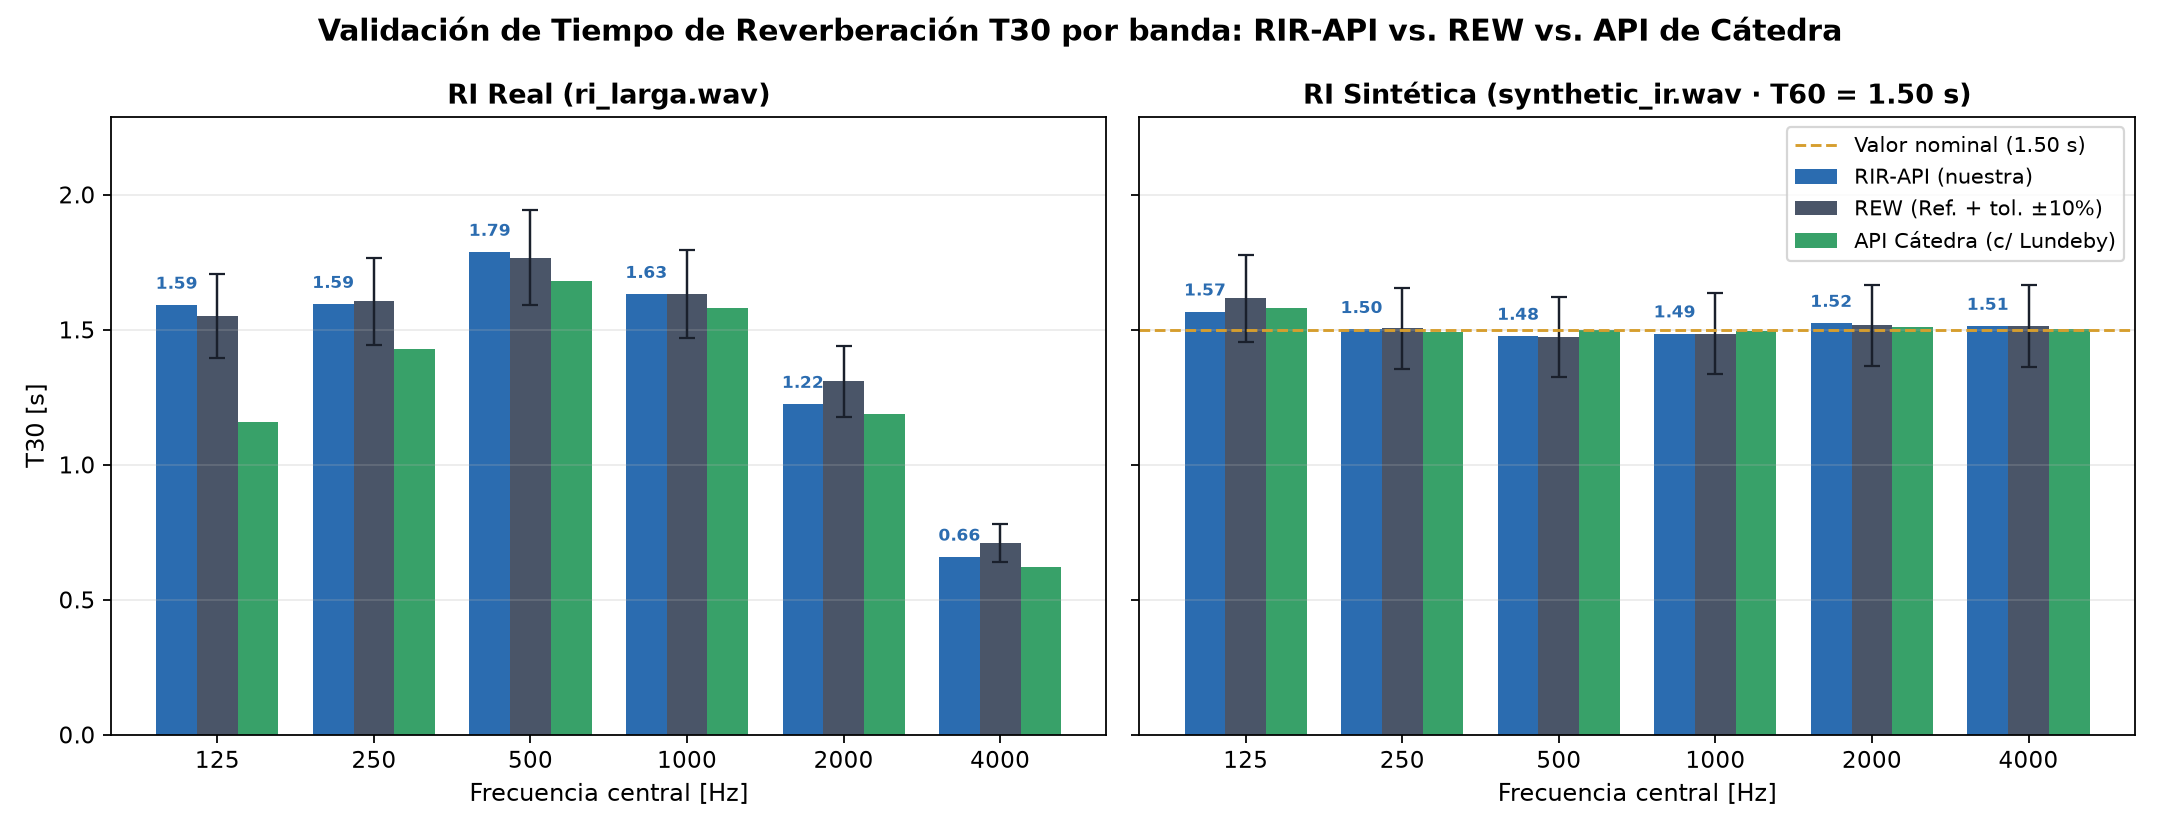 Validación de Tiempo de Reverberación T30 por banda: RIR-API vs. REW vs. API de Cátedra
RI Real (ri_larga.wav)
T30 [s]
2.0
1.5
1.0
0.5
0.0
1.59
1.59
1.79
1.63
1.22
0.66
125 250 500 1000 2000 4000
Frecuencia central [Hz]
RI Sintética (synthetic_ir.wav · T60 = 1.50 s)
Valor nominal (1.50 s)
RIR-API (nuestra)
REW (Ref. + tol. ±10%)
API Cátedra (c/ Lundeby)
1.57
1.50
1.48
1.49
1.52
1.51
125 250 500 1000 2000 4000
Frecuencia central [Hz]